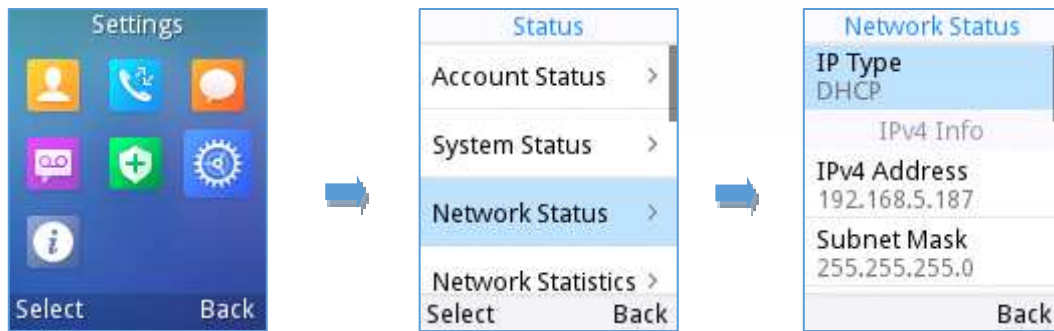 Settings
Select Back
Status
Account Status >
System Status >
Network Status >
Network Statistics >
Select Back
Network Status
IP Type
DHCP
IPv4 Info
IPv4 Address
192.168.5.187
Subnet Mask
255.255.255.0
Back